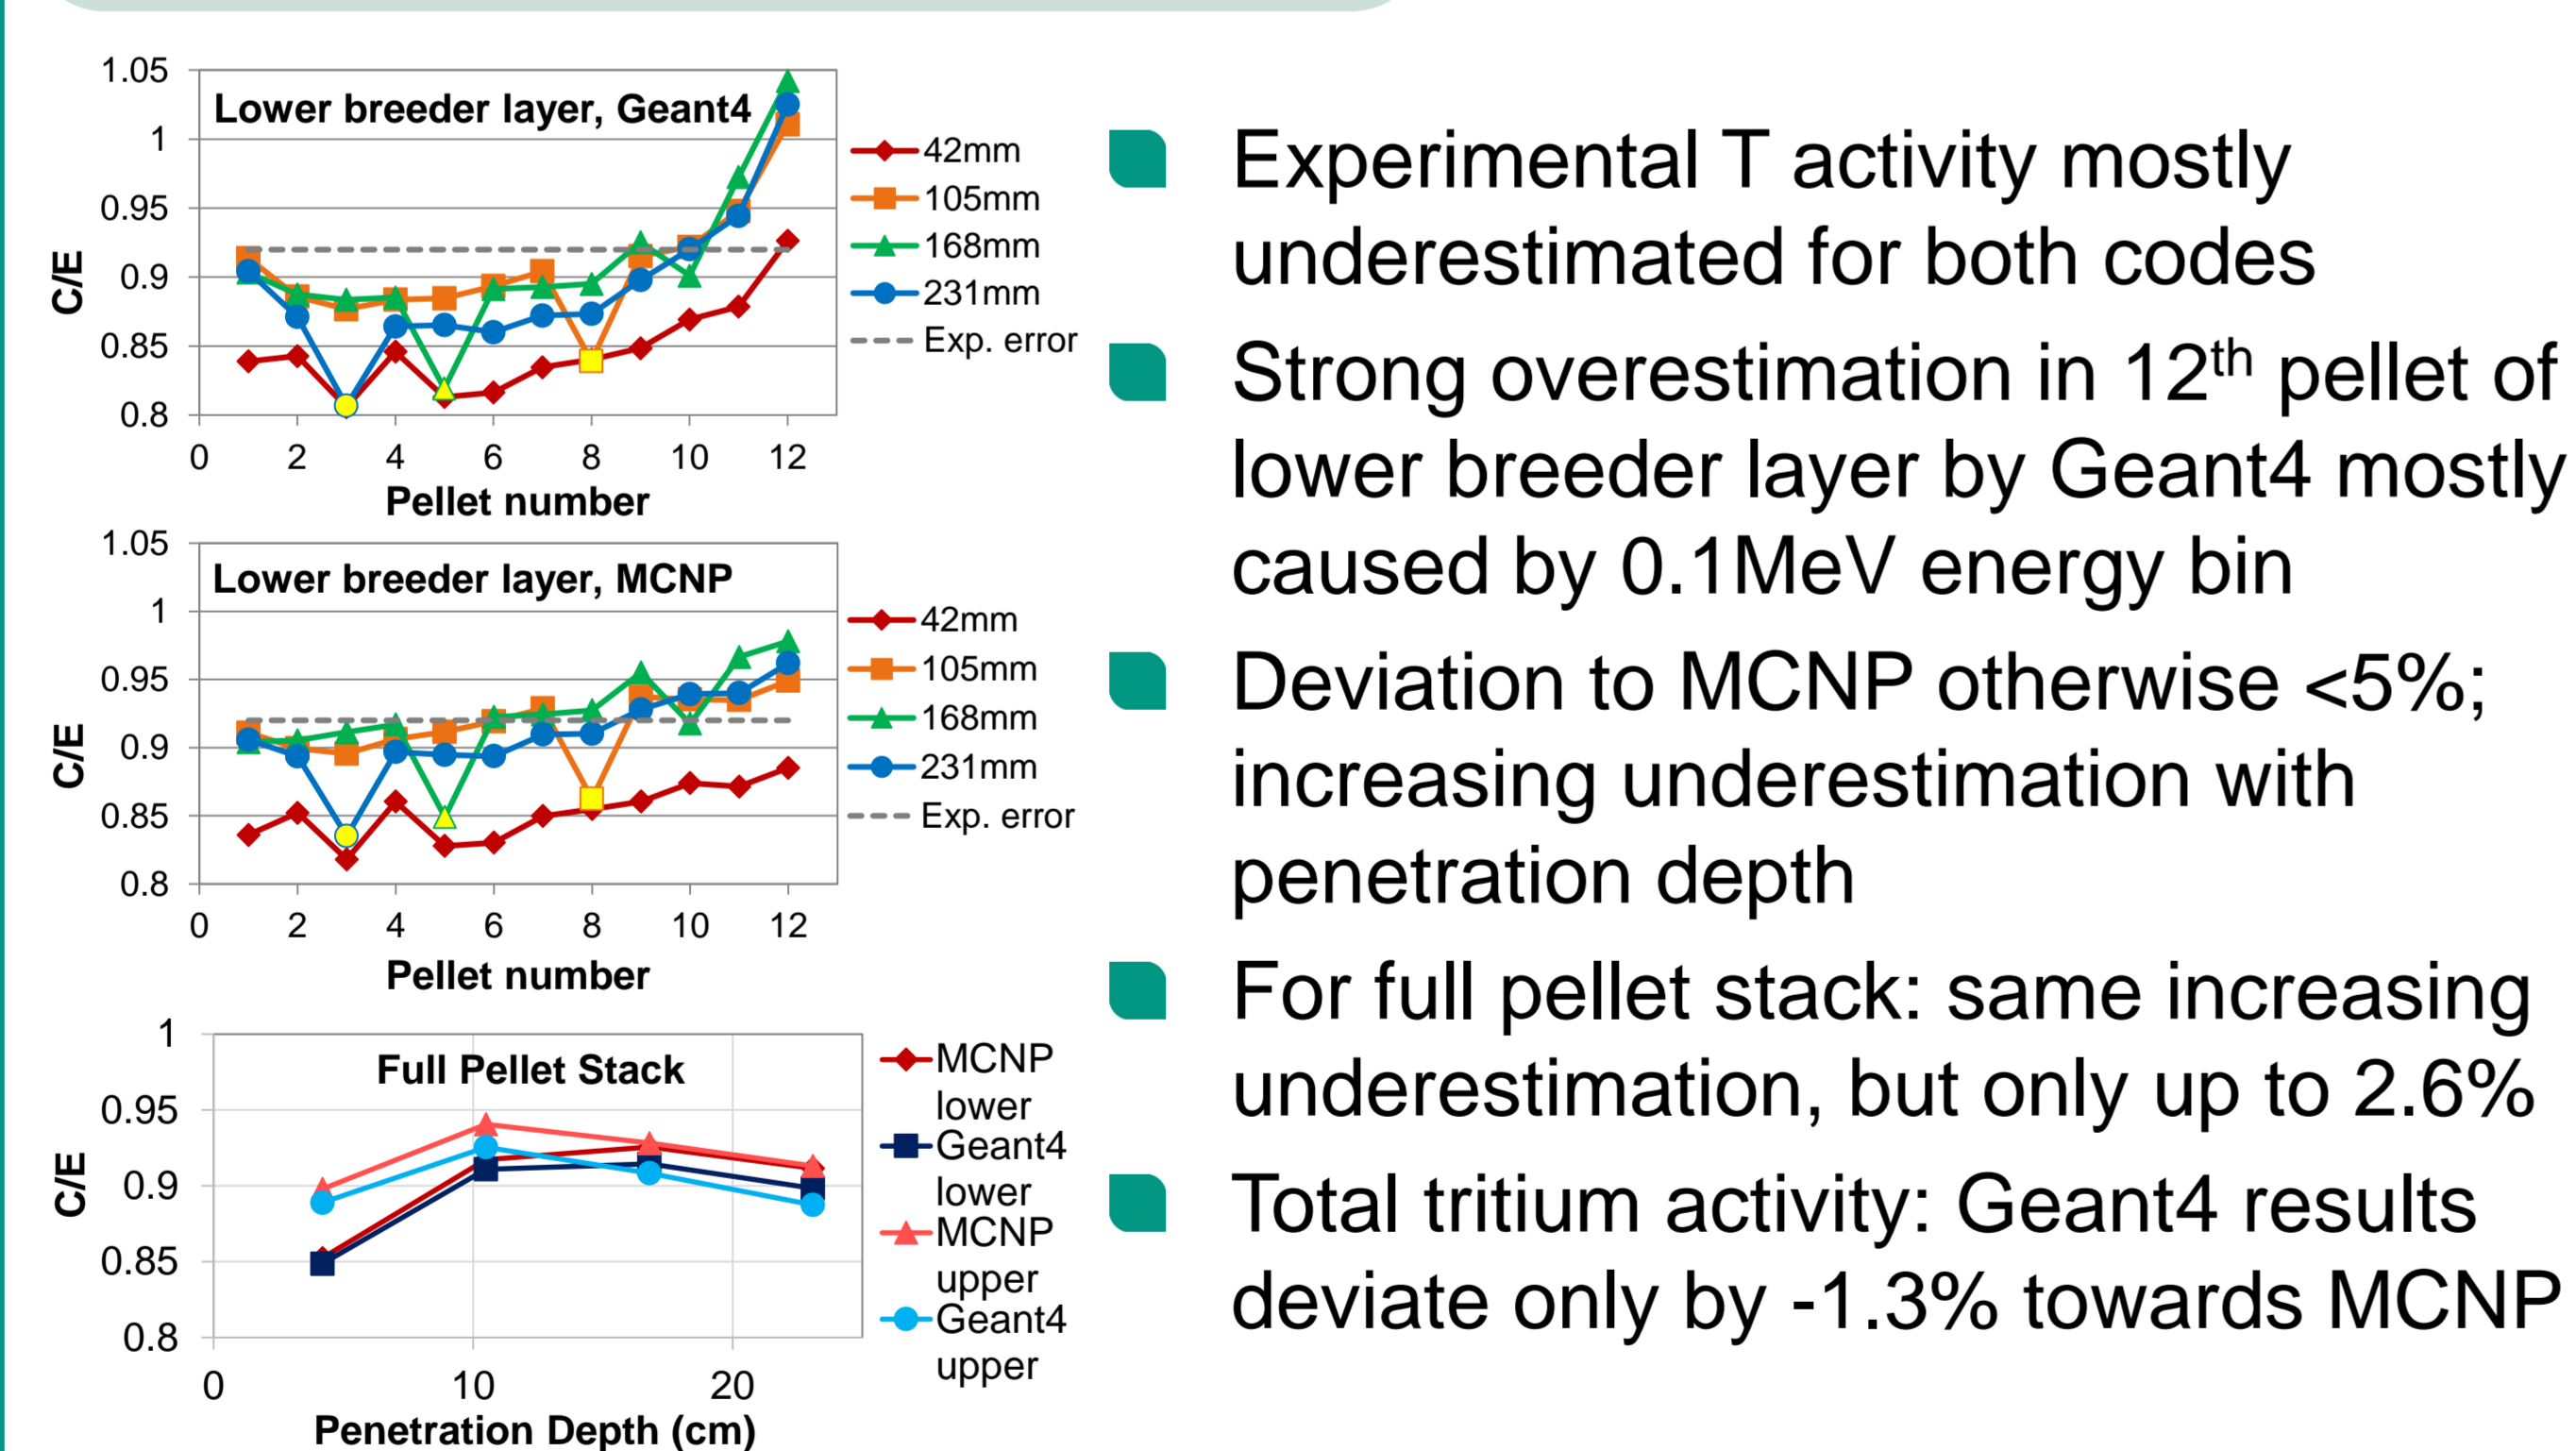 1.05
1
0.95
0.9
0.85
0.8
C/E
Lower breeder layer, Geant4
0 2 4 6 8 10 12
Pellet number
42mm
105mm
168mm
231mm
Exp. error
1.05
1
0.95
0.9
0.85
0.8
C/E
Lower breeder layer, MCNP
0 2 4 6 8 10 12
Pellet number
42mm
105mm
168mm
231mm
Exp. error
1
0.95
0.9
0.85
0.8
C/E
Full Pellet Stack
0 10 20
Penetration Depth (cm)
MCNP
lower
Geant4
lower
MCNP
upper
Geant4
upper
Experimental T activity mostly
underestimated for both codes
Strong overestimation in 12th pellet of
lower breeder layer by Geant4 mostly
caused by 0.1MeV energy bin
Deviation to MCNP otherwise <5%;
increasing underestimation with
penetration depth
For full pellet stack: same increasing
underestimation, but only up to 2.6%
Total tritium activity: Geant4 results
deviate only by -1.3% towards MCNP